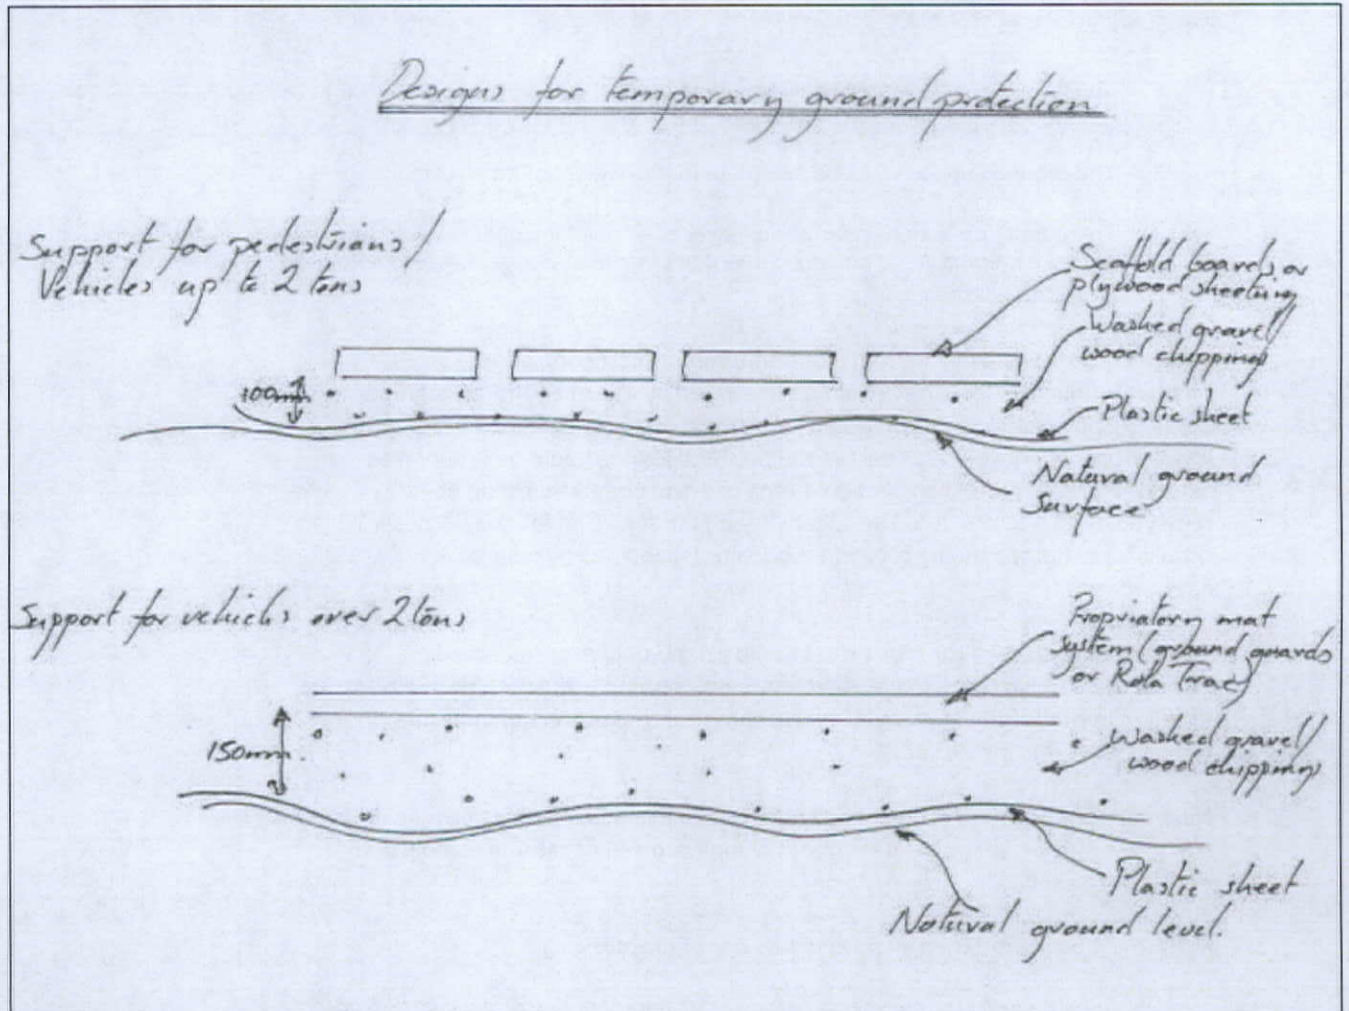 Designs for temporary ground protection
Support for pedestrians/
Vehicles up to 2 tons
Scaffold boards or
plywood sheeting
Washed gravel/
wood chippings
100mm
Plastic sheet
Natural ground
Surface
Support for vehicles over 2 tons
Propriatory mat
system (ground guards
or Rola Trac)
150mm
washed gravel/
wood chippings
Plastic sheet
Natural ground level.